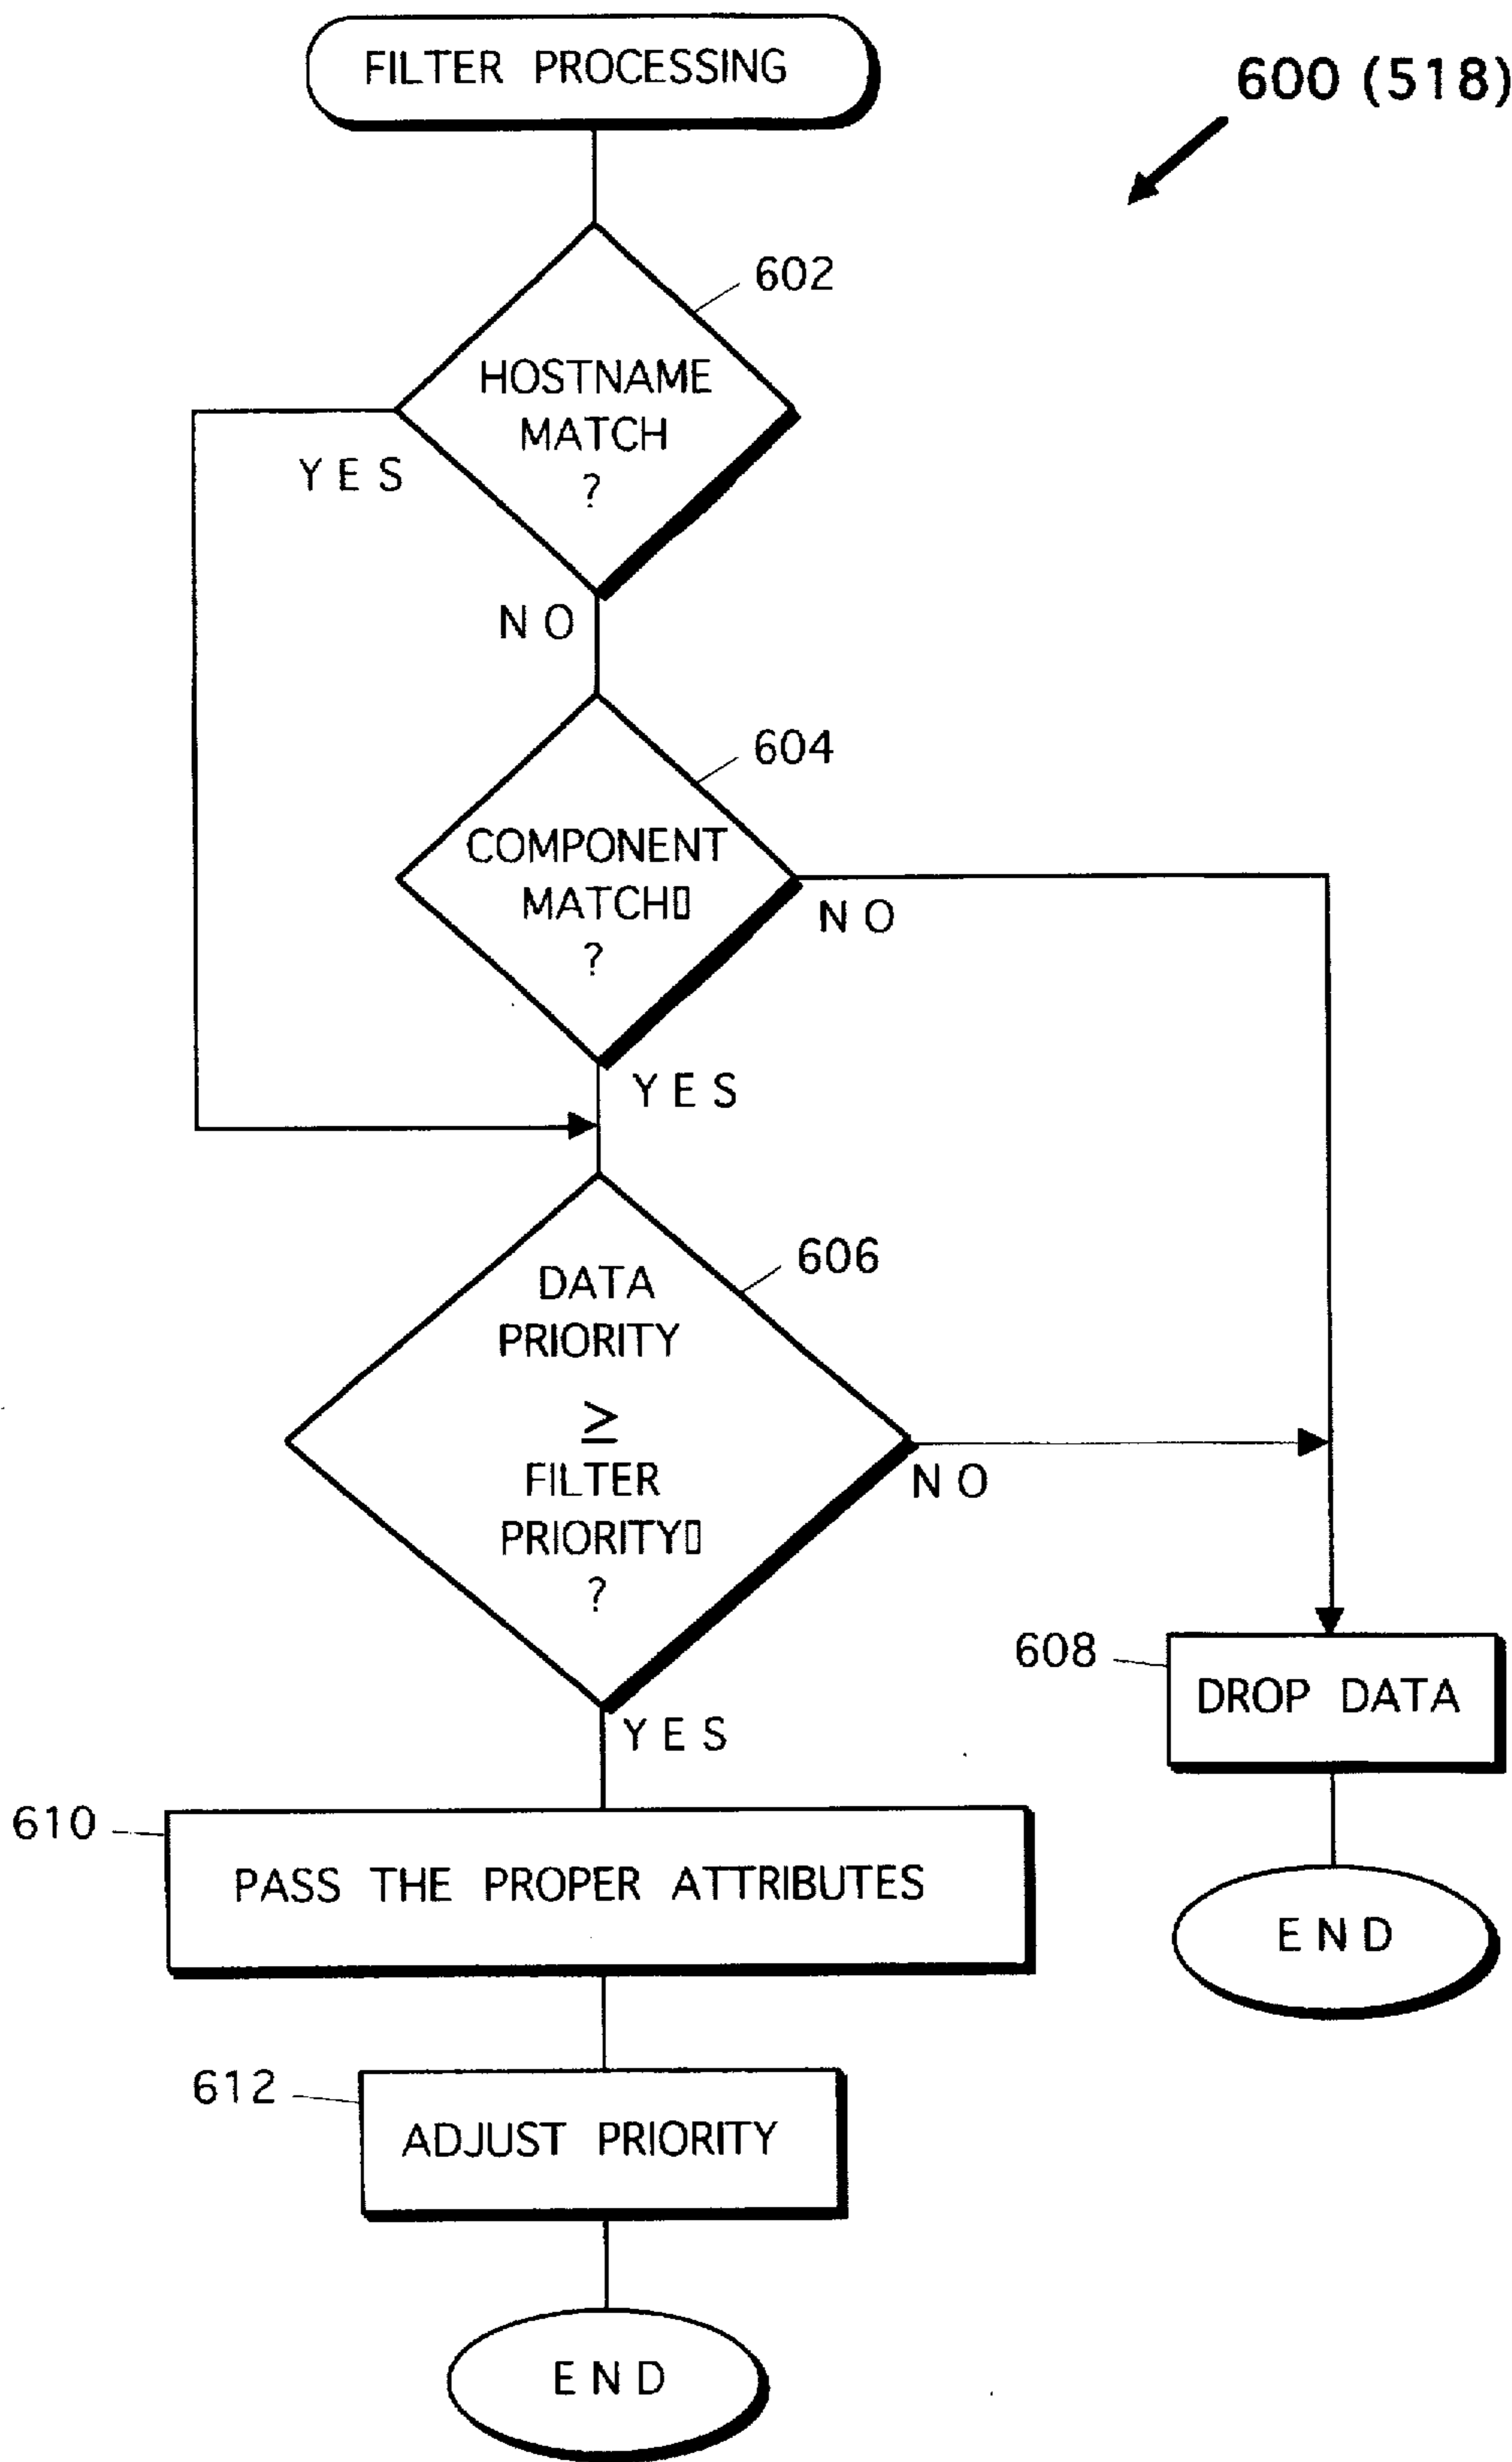 FILTER PROCESSING
600 (518)
602
HOSTNAME
MATCH
?
YES
NO
604
COMPONENT
MATCH▯
?
NO
YES
606
DATA
PRIORITY
≥
FILTER
PRIORITY▯
?
NO
YES
608
DROP DATA
END
610
PASS THE PROPER ATTRIBUTES
612
ADJUST PRIORITY
END